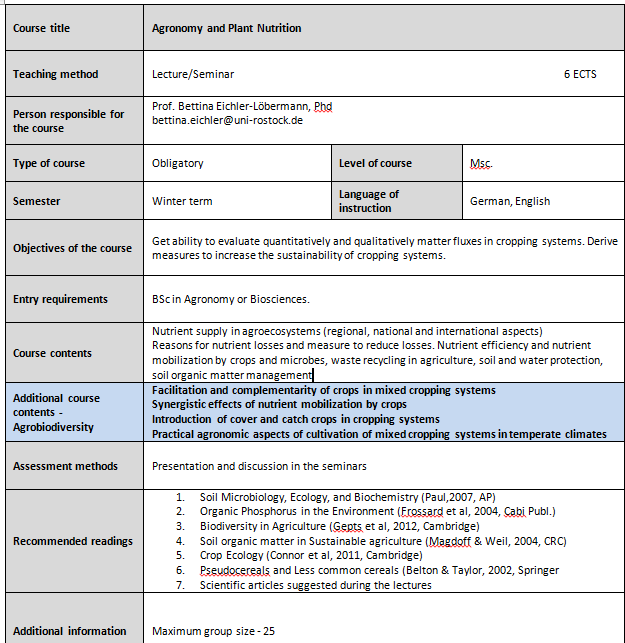 Course title Agronomy and Plant Nutrition
Teaching method Lecture/Seminar 6 ECTS
Person responsible for the course Prof. Bettina Eichler-Löbermann, Phd
bettina.eichler@uni-rostock.de
Type of course Obligatory Level of course Msc.
Semester Winter term Language of instruction German, English
Objectives of the course Get ability to evaluate quantitatively and qualitatively matter fluxes in cropping systems. Derive
measures to increase the sustainability of cropping systems.
Entry requirements BSc in Agronomy or Biosciences.
Course contents Nutrient supply in agroecosystems (regional, national and international aspects)
Reasons for nutrient losses and measure to reduce losses. Nutrient efficiency and nutrient
mobilization by crops and microbes, waste recycling in agriculture, soil and water protection,
soil organic matter management
Additional course contents - Agrobiodiversity Facilitation and complementarity of crops in mixed cropping systems
Synergistic effects of nutrient mobilization by crops
Introduction of cover and catch crops in cropping systems
Practical agronomic aspects of cultivation of mixed cropping systems in temperate climates
Assessment methods Presentation and discussion in the seminars
Recommended readings
1. Soil Microbiology, Ecology, and Biochemistry (Paul,2007, AP)
2. Organic Phosphorus in the Environment (Frossard et al, 2004, Cabi Publ.)
3. Biodiversity in Agriculture (Gepts et al, 2012, Cambridge)
4. Soil organic matter in Sustainable agriculture (Magdoff & Weil, 2004, CRC)
5. Crop Ecology (Connor et al, 2011, Cambridge)
6. Pseudocereals and Less common cereals (Belton & Taylor, 2002, Springer
7. Scientific articles suggested during the lectures
Additional information Maximum group size - 25